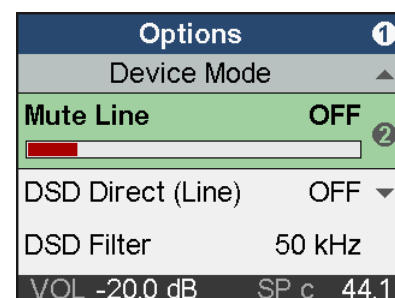 Options 1
Device Mode
Mute Line OFF
2
DSD Direct (Line) OFF
DSD Filter 50 kHz
VOL -20.0 dB SP c 44.1